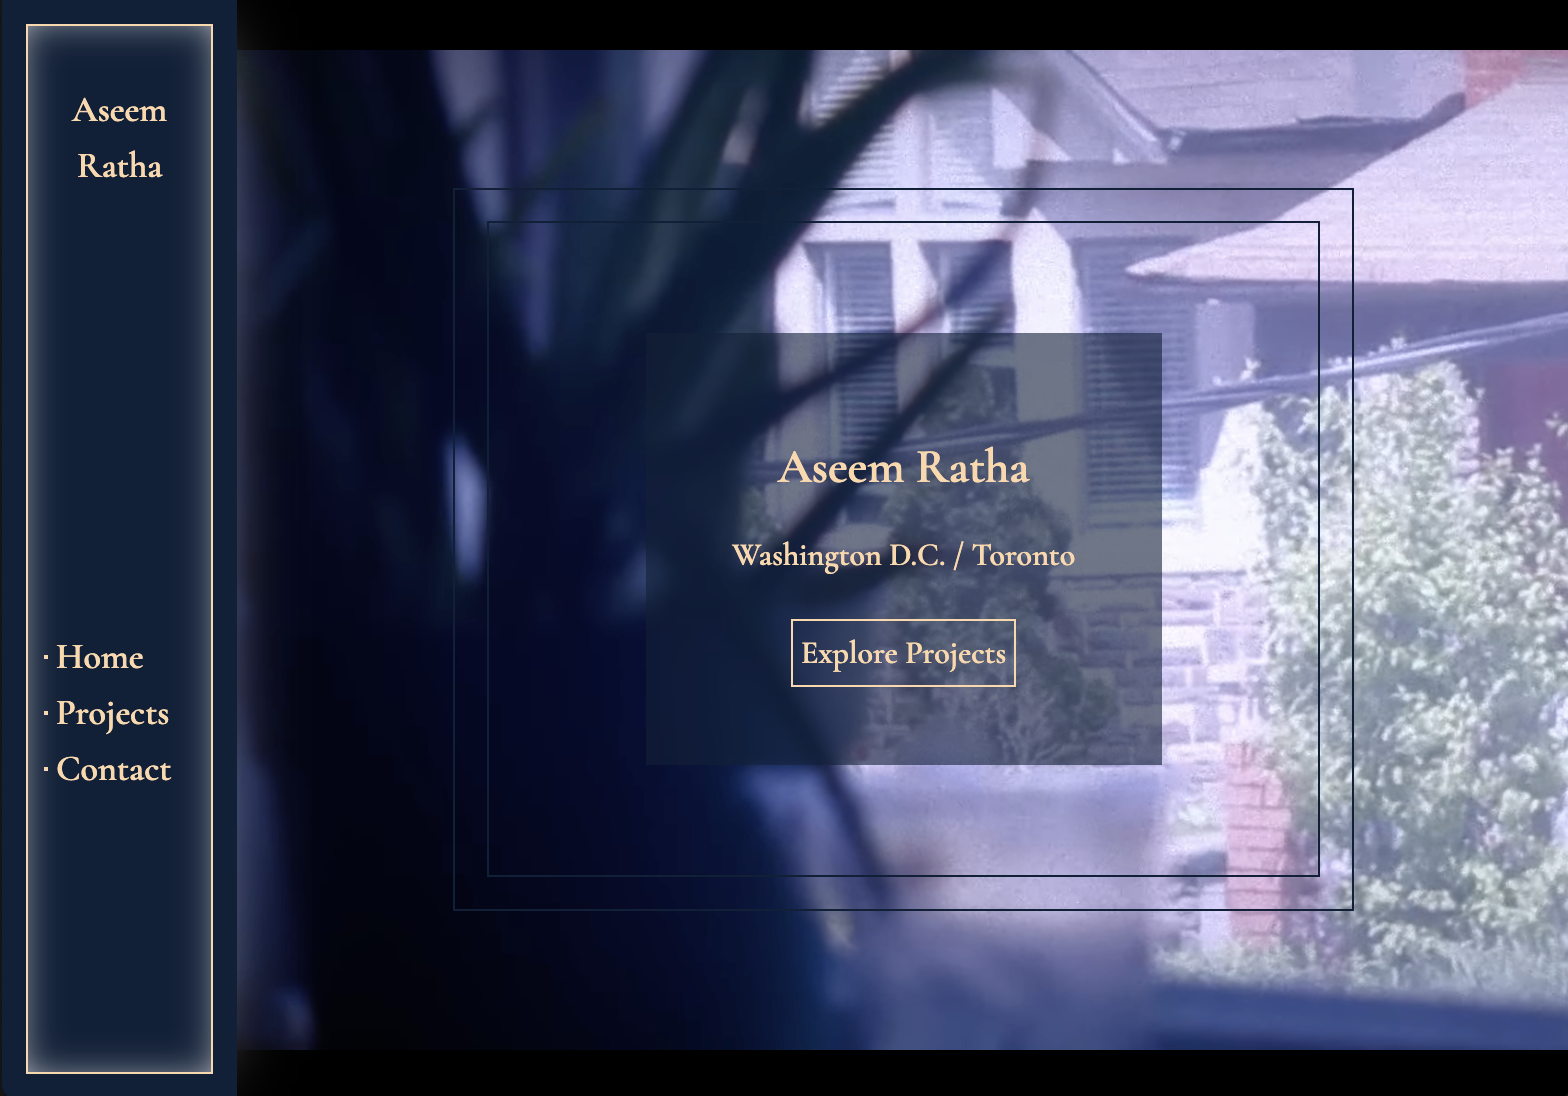 Aseem
Ratha
· Home
· Projects
· Contact
Aseem Ratha
Washington D.C. / Toronto
Explore Projects